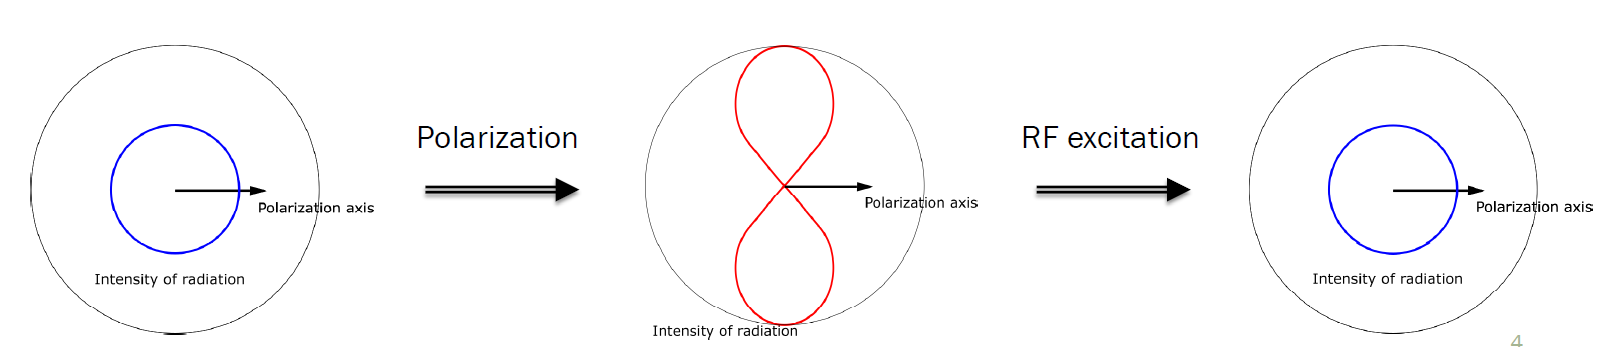 Polarization
RF excitation
Polarization axis
Polarization axis
Polarization axis
Intensity of radiation
Intensity of radiation
Intensity of radiation
4